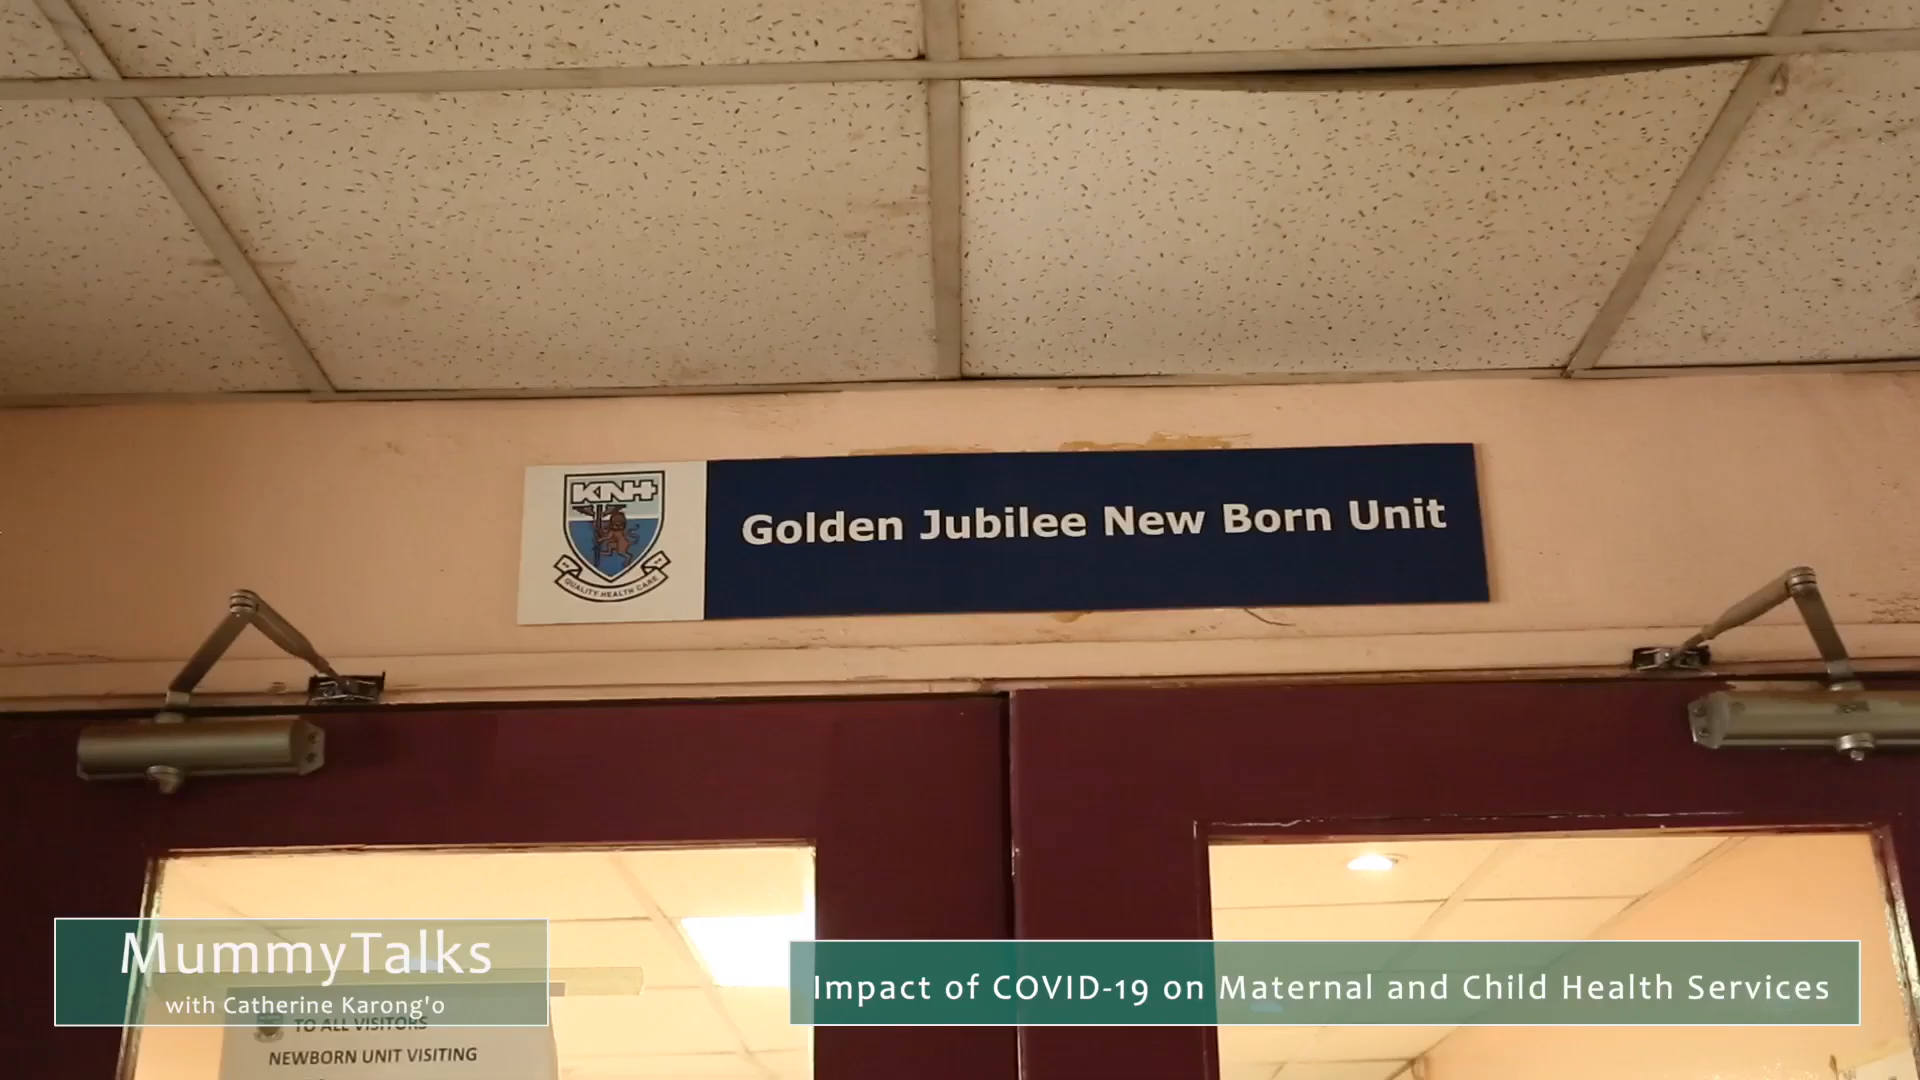 KNH
QUALITY HEALTH CARE
Golden Jubilee New Born Unit
MummyTalks
with Catherine Karong'o
Impact of COVID-19 on Maternal and Child Health Services
TO ALL VISITORS
NEWBORN UNIT VISITING